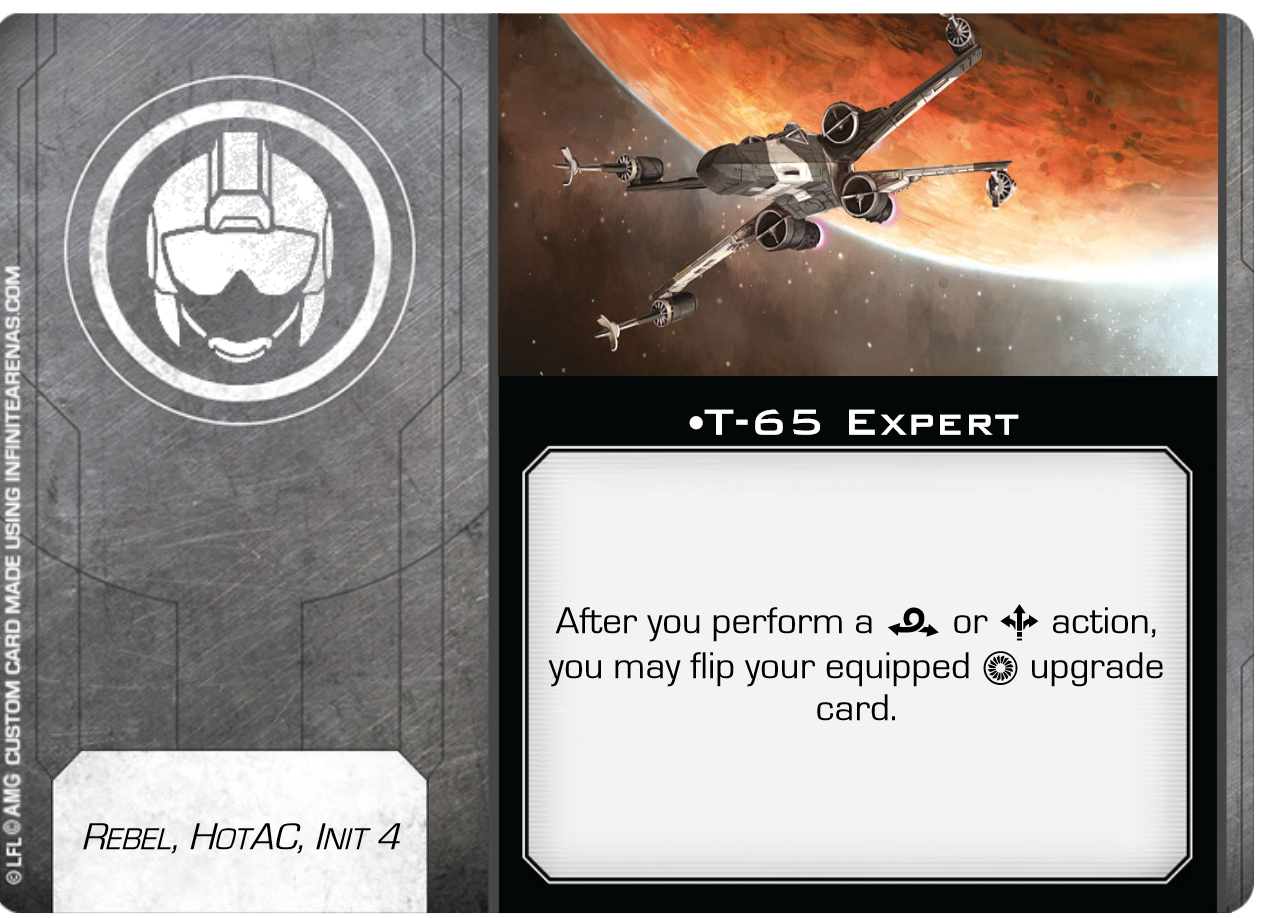 •T-65 Expert
After you perform a or action,
you may flip your equipped upgrade
card.
Rebel, HotAC, Init 4
©LFL ©AMG CUSTOM CARD MADE USING INFINITEARENAS.COM